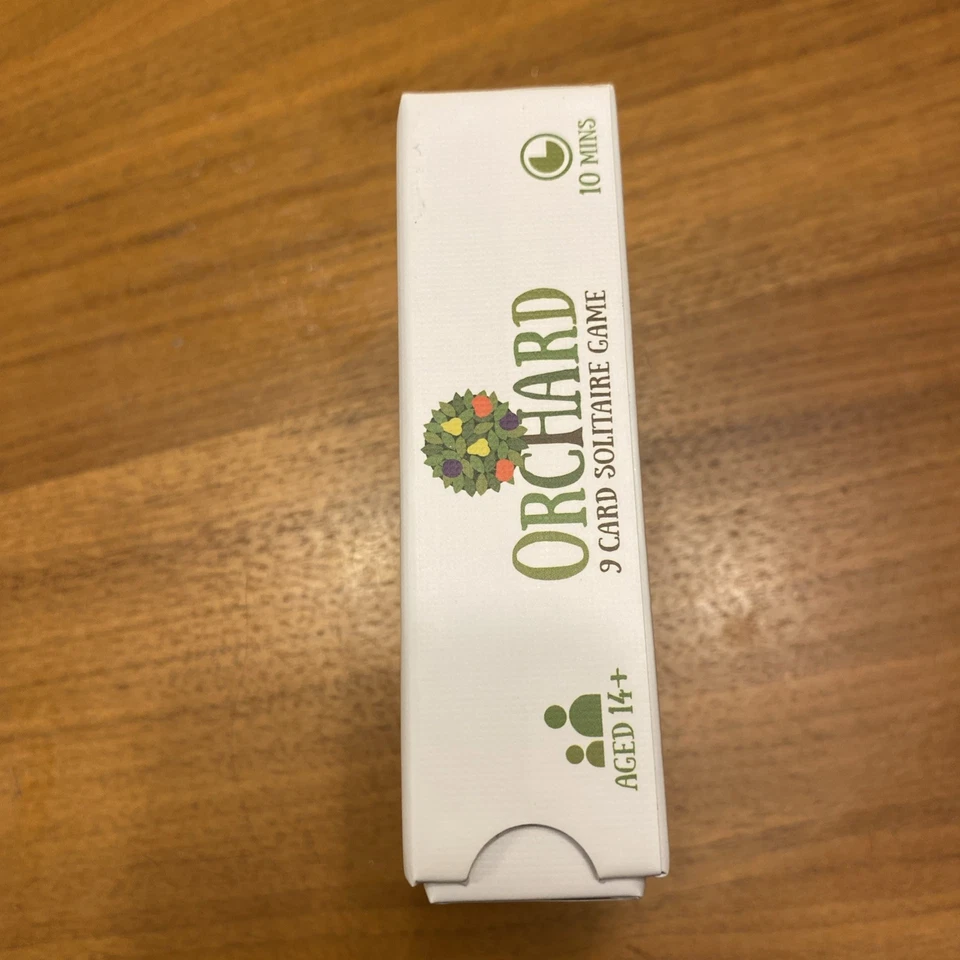 ORCHARD
9 CARD SOLITAIRE GAME
AGED 14+
10 MINS